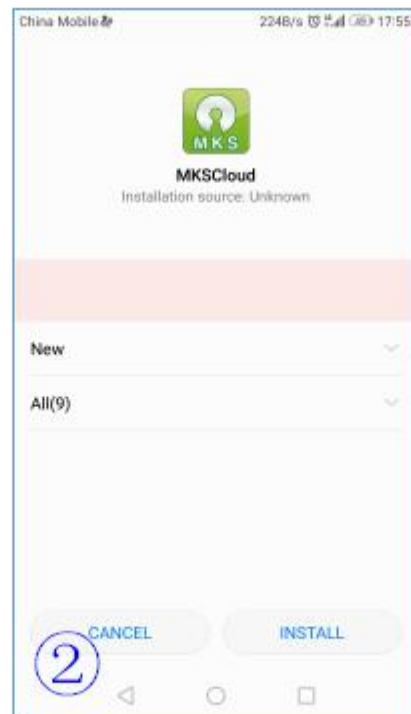 China Mobile 224B/s 17:55
MKS
MKSCloud
Installation source: Unknown
New
All(9)
CANCEL INSTALL
②